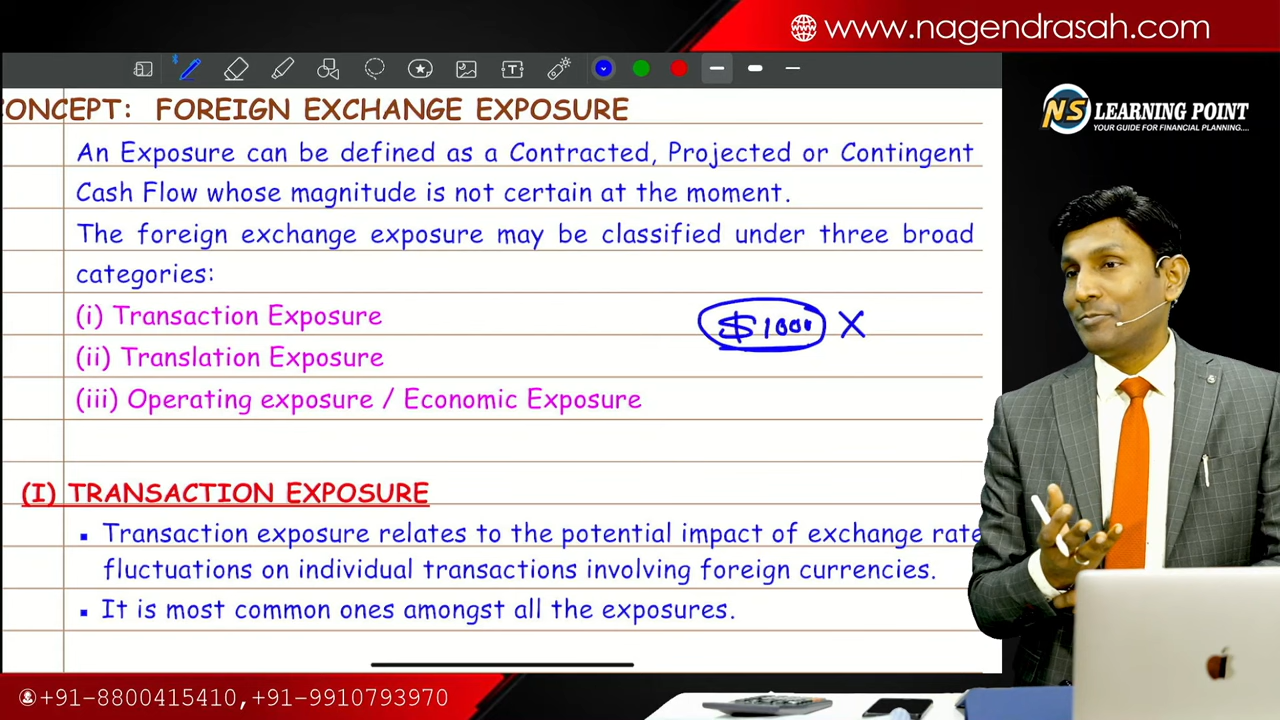 www.nagendrasah.com
NS LEARNING POINT
YOUR GUIDE FOR FINANCIAL PLANNING....
CONCEPT: FOREIGN EXCHANGE EXPOSURE
An Exposure can be defined as a Contracted, Projected or Contingent
Cash Flow whose magnitude is not certain at the moment.
The foreign exchange exposure may be classified under three broad
categories:
(i) Transaction Exposure
$1000 X
(ii) Translation Exposure
(iii) Operating exposure / Economic Exposure
(I) TRANSACTION EXPOSURE
▪ Transaction exposure relates to the potential impact of exchange rate
fluctuations on individual transactions involving foreign currencies.
▪ It is most common ones amongst all the exposures.
+91-8800415410,+91-9910793970